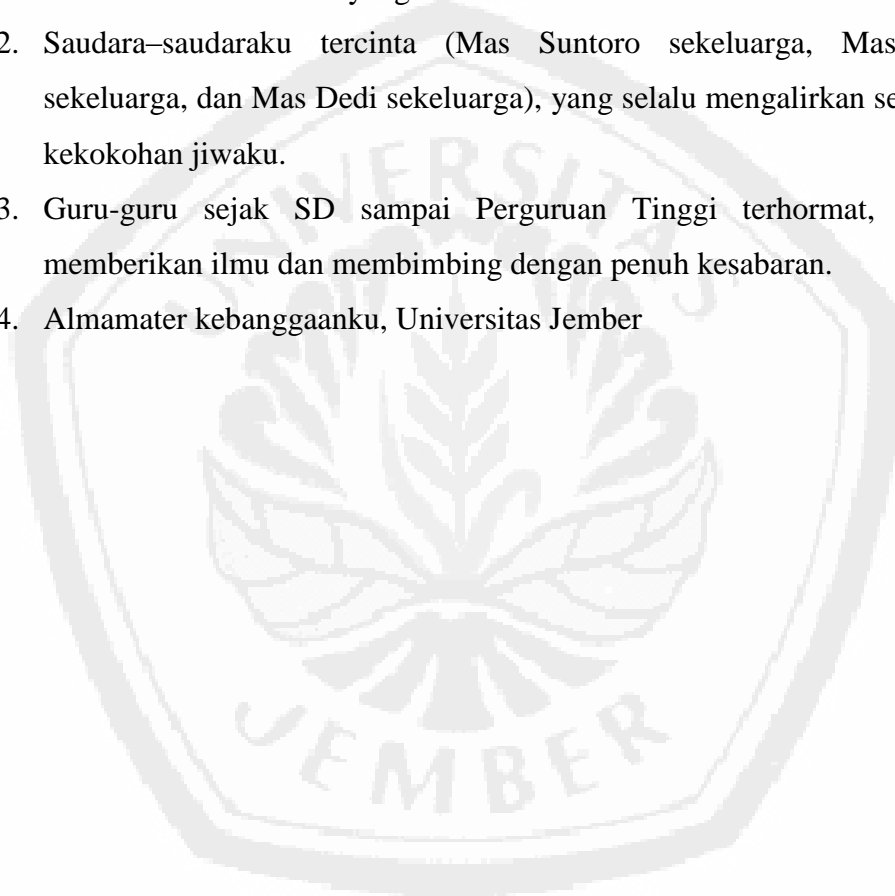 2. Saudara–saudaraku tercinta (Mas Suntoro sekeluarga, Mas
sekeluarga, dan Mas Dedi sekeluarga), yang selalu mengalirkan
kekokohan jiwaku.
3. Guru-guru sejak SD sampai Perguruan Tinggi terhormat,
memberikan ilmu dan membimbing dengan penuh kesabaran.
4. Almamater kebanggaanku, Universitas Jember
UNIVERSITAS
JEMBER